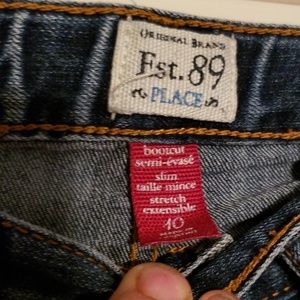 ORIGINAL BRAND
Est. 89
PLACE
bootcut
semi-évasé
slim
taille mince
stretch
extensible
10